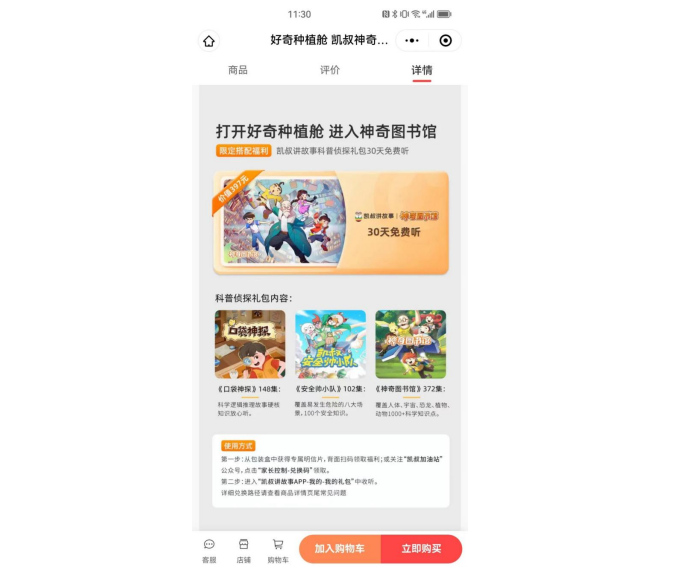 11:30
好奇种植舱 凯叔神奇...
商品
评价
详情
打开好奇种植舱 进入神奇图书馆
限定搭配福利 凯叔讲故事科普侦探礼包30天免费听
价值397元
凯叔讲故事 神奇图书馆
30天免费听
科普侦探礼包内容:
口袋神探
凯叔
安全帅小队
神奇图书馆
《口袋神探》148集:
《安全帅小队》102集:
《神奇图书馆》372集:
科学逻辑推理故事硬核
知识放心听。
覆盖易发生危险的八大场
景,100个安全知识。
覆盖人体、宇宙、恐龙、植物、
动物1000+科学知识点。
使用方式
第一步:从包装盒中获得专属明信片,背面扫码领取福利;或关注“凯叔加油站”
公众号,点击“家长控制-兑换码”领取。
第二步:进入“凯叔讲故事APP-我的-我的礼包”中收听。
详细兑换路径请查看商品详情页尾常见问题
客服
店铺
购物车
加入购物车
立即购买